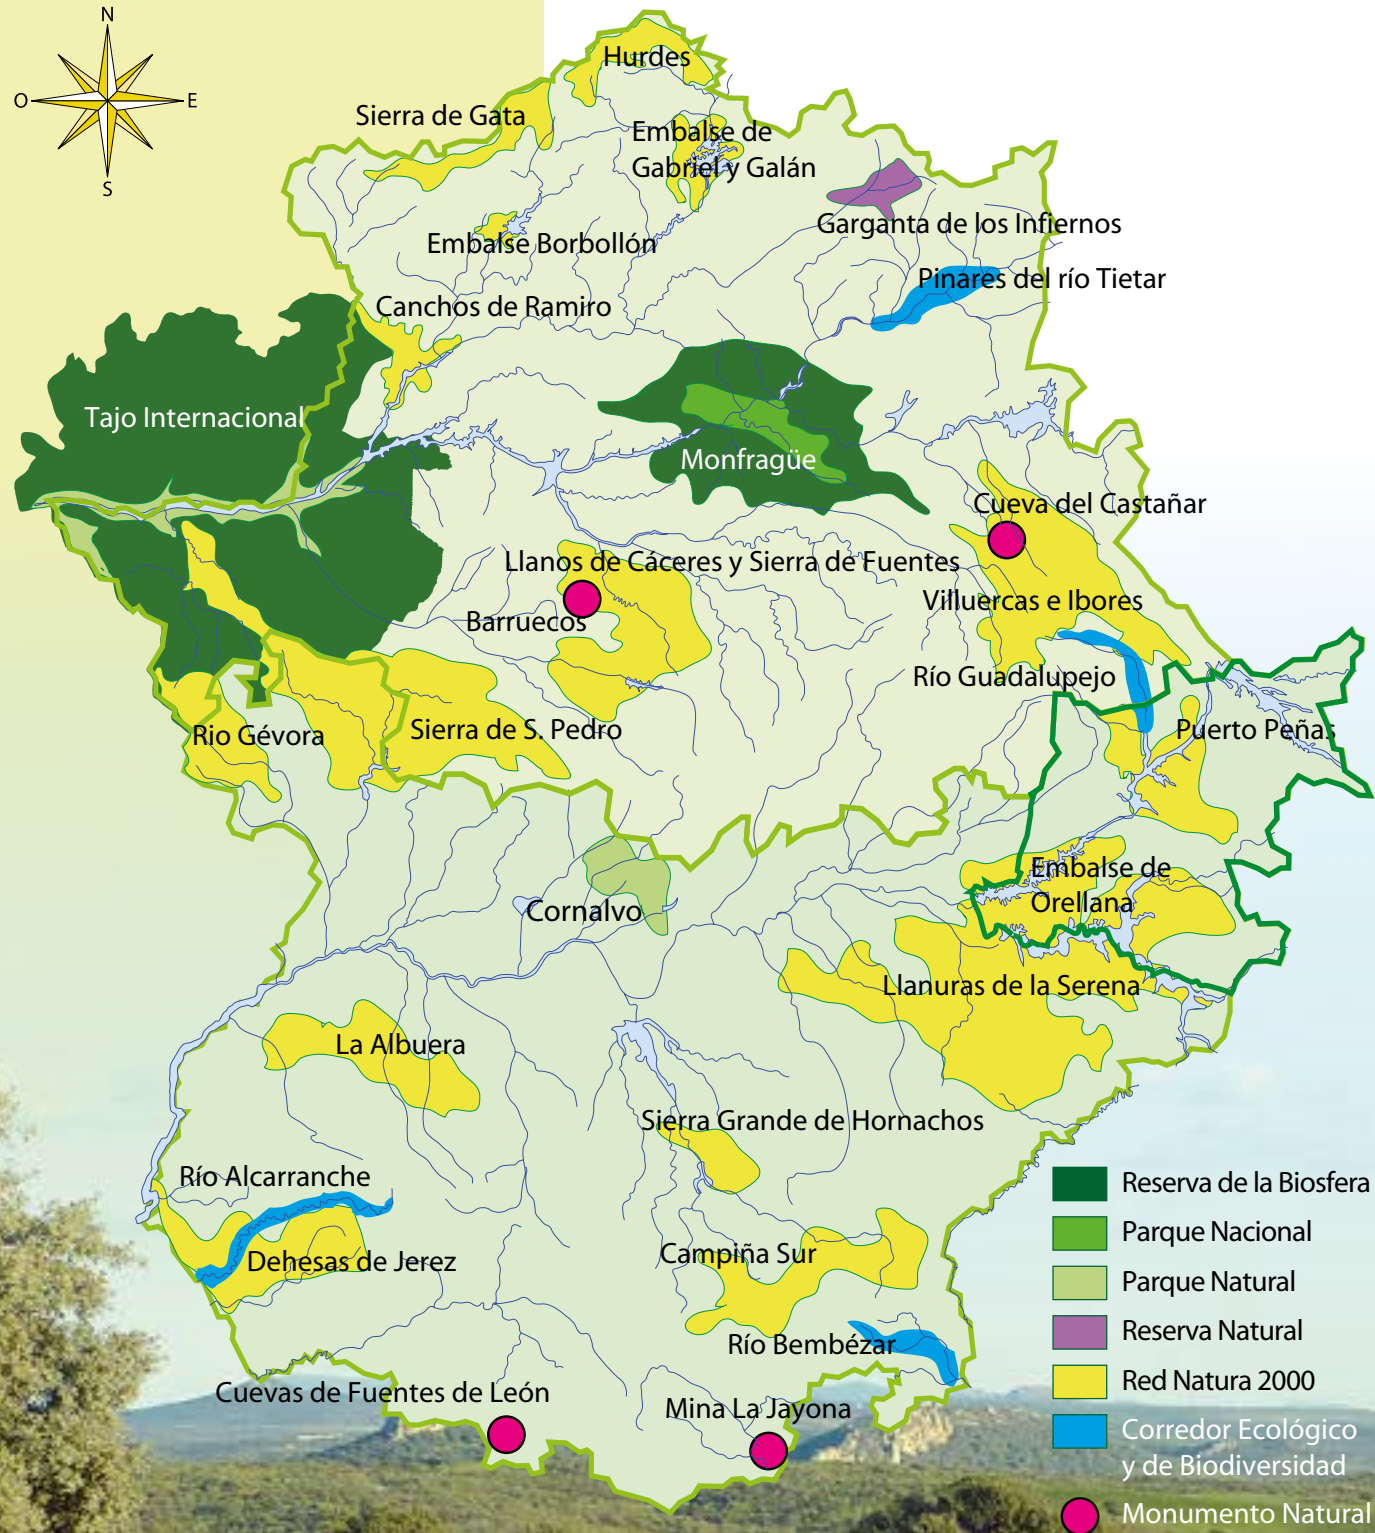 N
O
E
S
Hurdes
Sierra de Gata
Embalse de
Gabriel y Galán
Garganta de los Infiernos
Embalse Borbollón
Pinares del río Tietar
Canchos de Ramiro
Tajo Internacional
Monfragüe
Cueva del Castañar
Llanos de Cáceres y Sierra de Fuentes
Villuercas e Ibores
Barruecos
Río Guadalupejo
Rio Gévora
Sierra de S. Pedro
Puerto Peñas
Embalse de
Orellana
Cornalvo
Llanuras de la Serena
La Albuera
Sierra Grande de Hornachos
Río Alcarranche
Dehesas de Jerez
Campiña Sur
Río Bembézar
Cuevas de Fuentes de León
Mina La Jayona
Reserva de la Biosfera
Parque Nacional
Parque Natural
Reserva Natural
Red Natura 2000
Corredor Ecológico
y de Biodiversidad
Monumento Natural